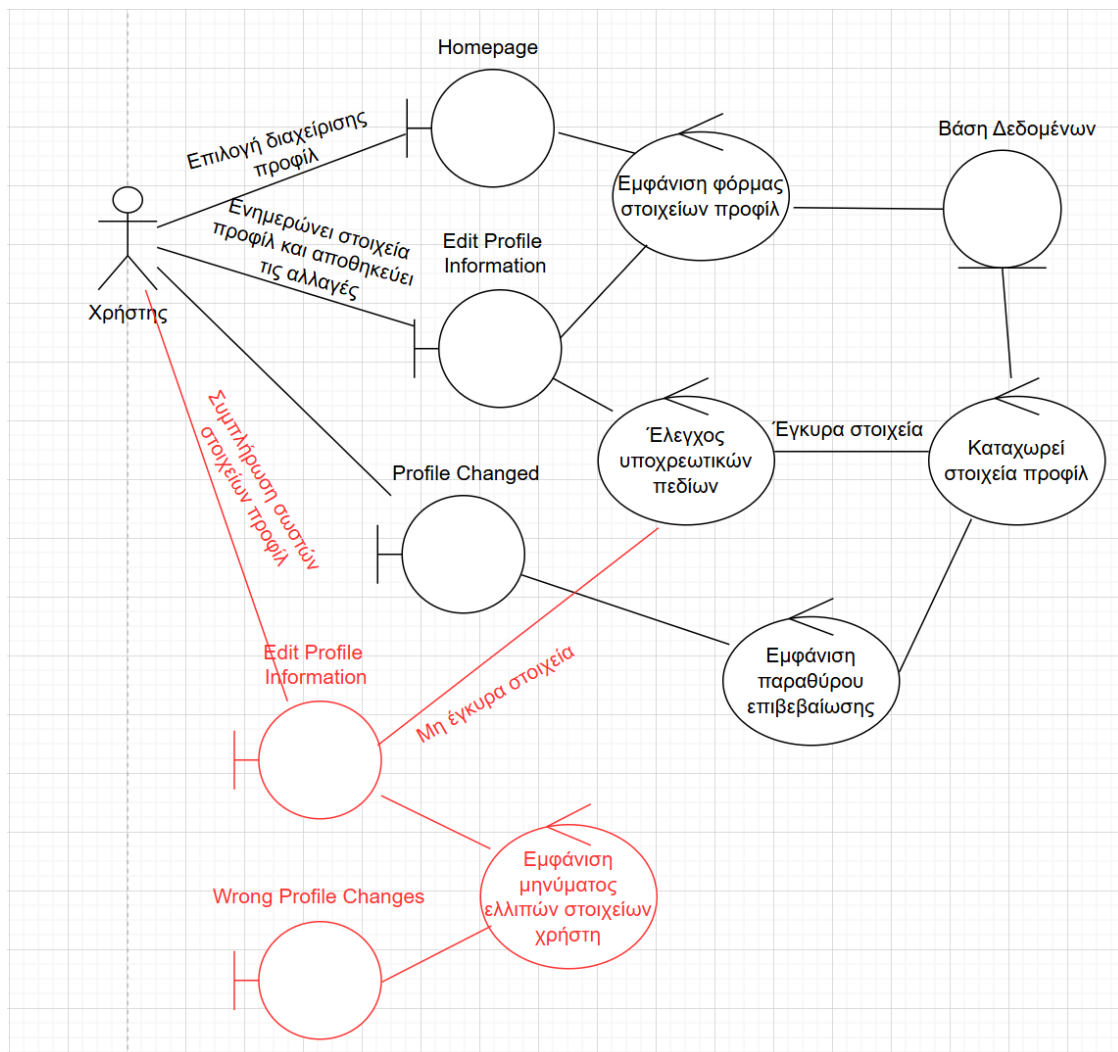 Homepage
Επιλογή διαχείρισης
προφίλ
Βάση Δεδομένων
Εμφάνιση φόρμας
στοιχείων προφίλ
Ενημερώνει στοιχεία
προφίλ και αποθηκεύει
τις αλλαγές
Edit Profile
Information
Χρήστης
Έλεγχος
υποχρεωτικών
πεδίων
Έγκυρα στοιχεία
Καταχωρεί
στοιχεία προφίλ
Profile Changed
Συμπλήρωση σωστών
στοιχείων προφίλ
Εμφάνιση
παραθύρου
επιβεβαίωσης
Edit Profile
Information
Μη έγκυρα στοιχεία
Εμφάνιση
μηνύματος
ελλιπών στοιχείων
χρήστη
Wrong Profile Changes